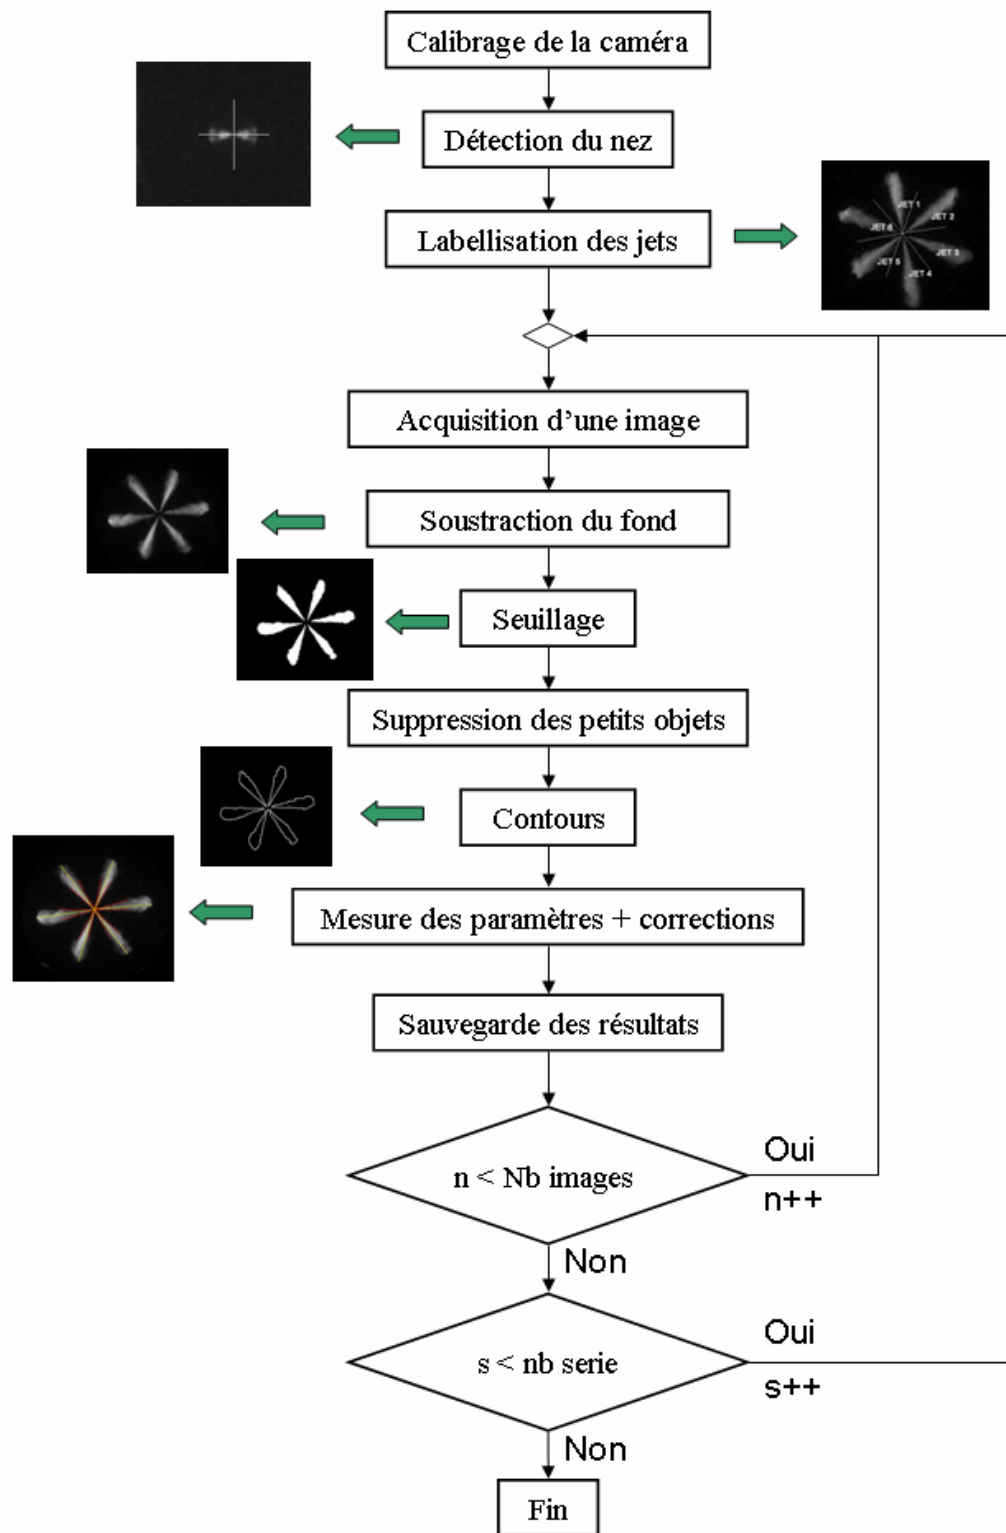 Calibrage de la caméra
Détection du nez
Labellisation des jets
JET 1
JET 2
JET 3
JET 4
JET 5
JET 6
Acquisition d’une image
Soustraction du fond
Seuillage
Suppression des petits objets
Contours
Mesure des paramètres + corrections
Sauvegarde des résultats
n < Nb images
Oui
n++
Non
s < nb serie
Oui
s++
Non
Fin